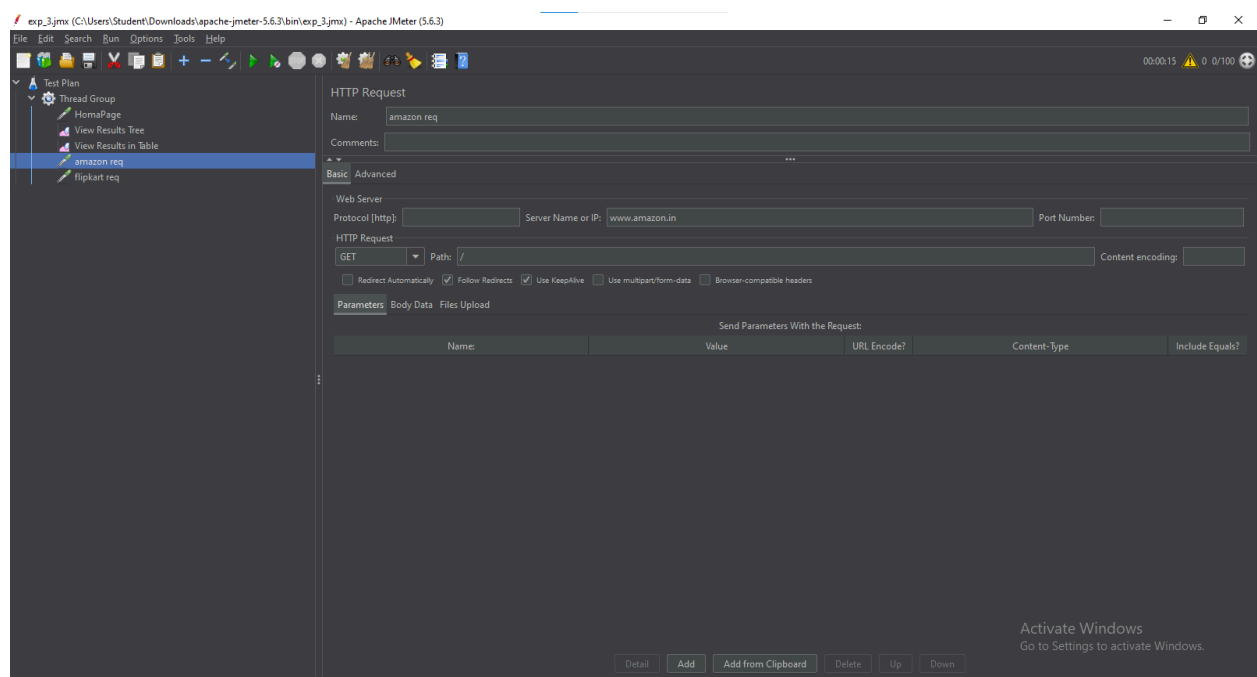 exp_3.jmx (C:\Users\Student\Downloads\apache-jmeter-5.6.3\bin\exp_3.jmx) - Apache JMeter (5.6.3)
File Edit Search Run Options Tools Help
00:00:15 0 0/100
Test Plan
Thread Group
HomaPage
View Results Tree
View Results in Table
amazon req
flipkart req
HTTP Request
Name: amazon req
Comments:
Basic Advanced
Web Server
Protocol [http]: Server Name or IP: www.amazon.in Port Number:
HTTP Request
GET Path: / Content encoding:
Redirect Automatically Follow Redirects Use KeepAlive Use multipart/form-data Browser-compatible headers
Parameters Body Data Files Upload
Send Parameters With the Request:
Name: Value URL Encode? Content-Type Include Equals?
Activate Windows
Go to Settings to activate Windows.
Detail Add Add from Clipboard Delete Up Down